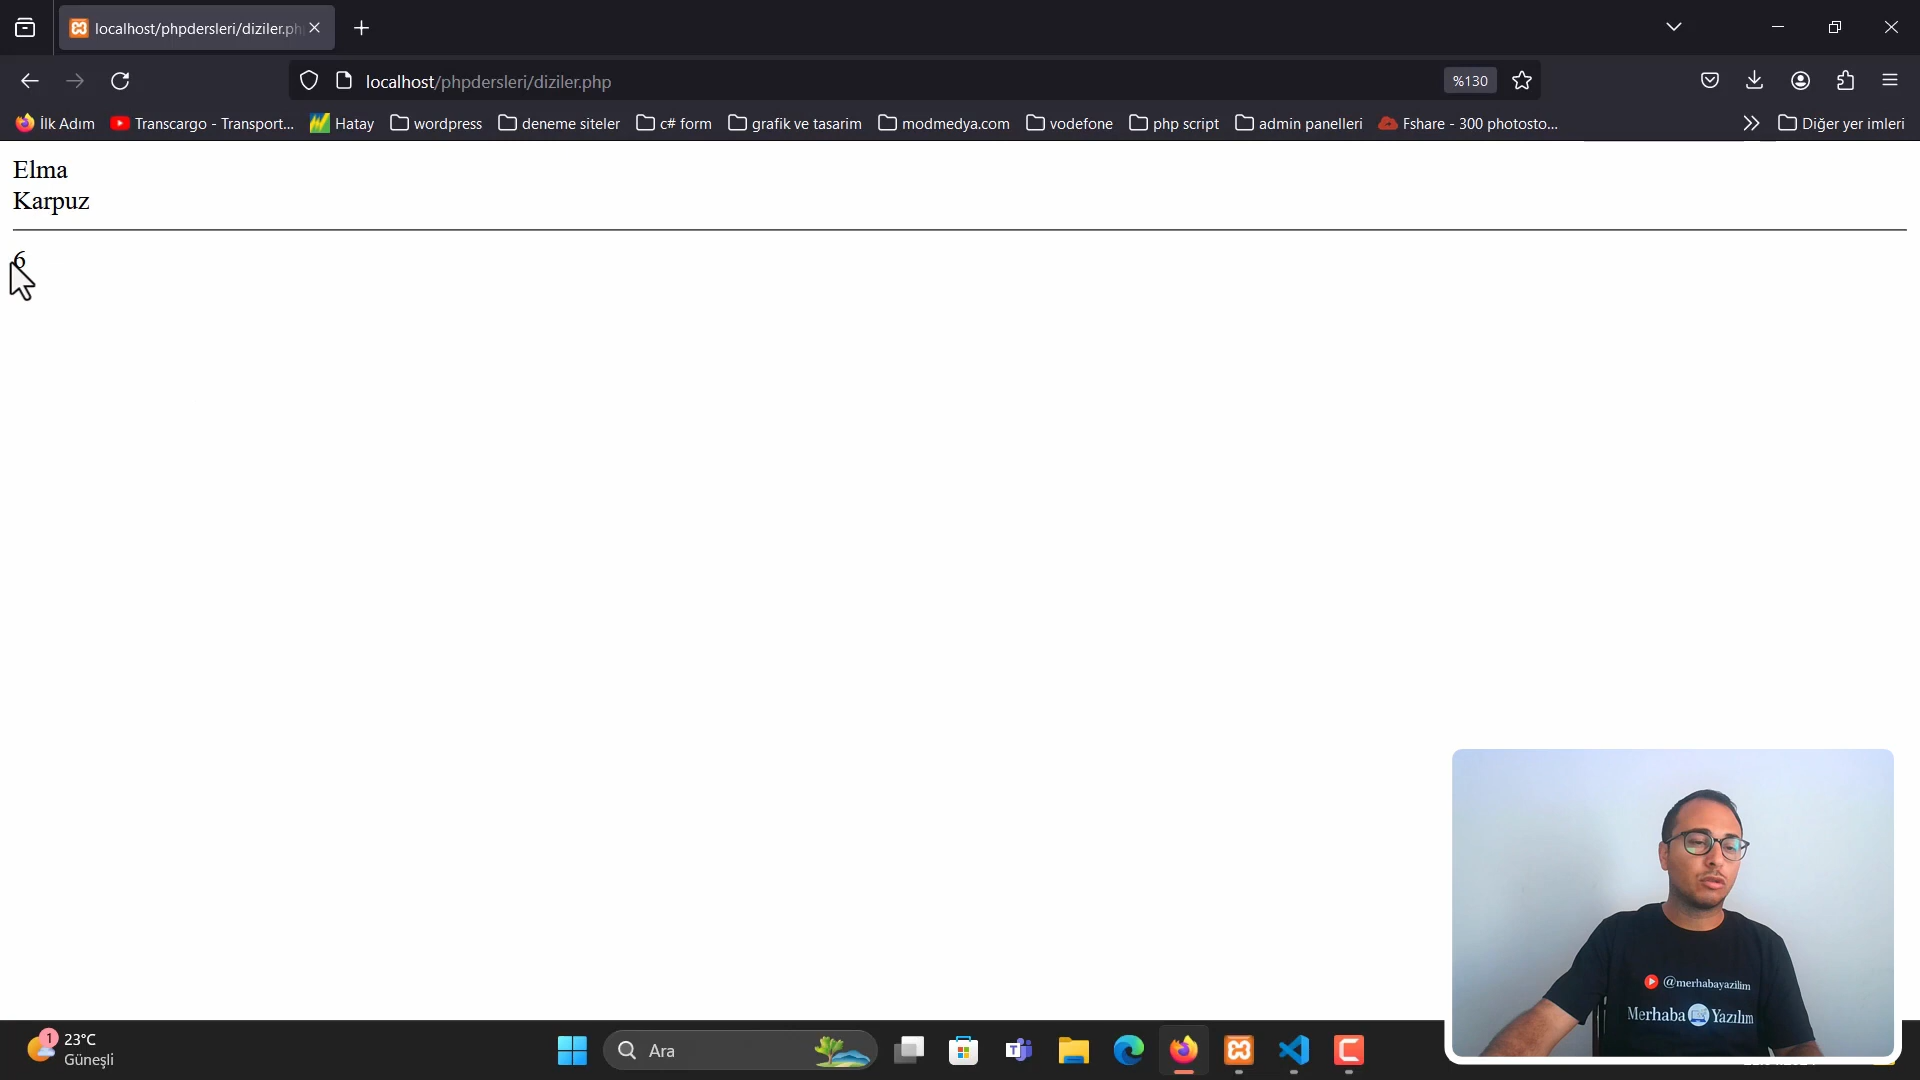 localhost/phpdersleri/diziler.ph
localhost/phpdersleri/diziler.php
%130
İlk Adım
Transcargo - Transport...
Hatay
wordpress
deneme siteler
c# form
grafik ve tasarim
modmedya.com
vodefone
php script
admin panelleri
Fshare - 300 photosto...
Diğer yer imleri
Elma
Karpuz
6
@merhabayazilim
Merhaba Yazılım
1
23°C
Güneşli
Ara